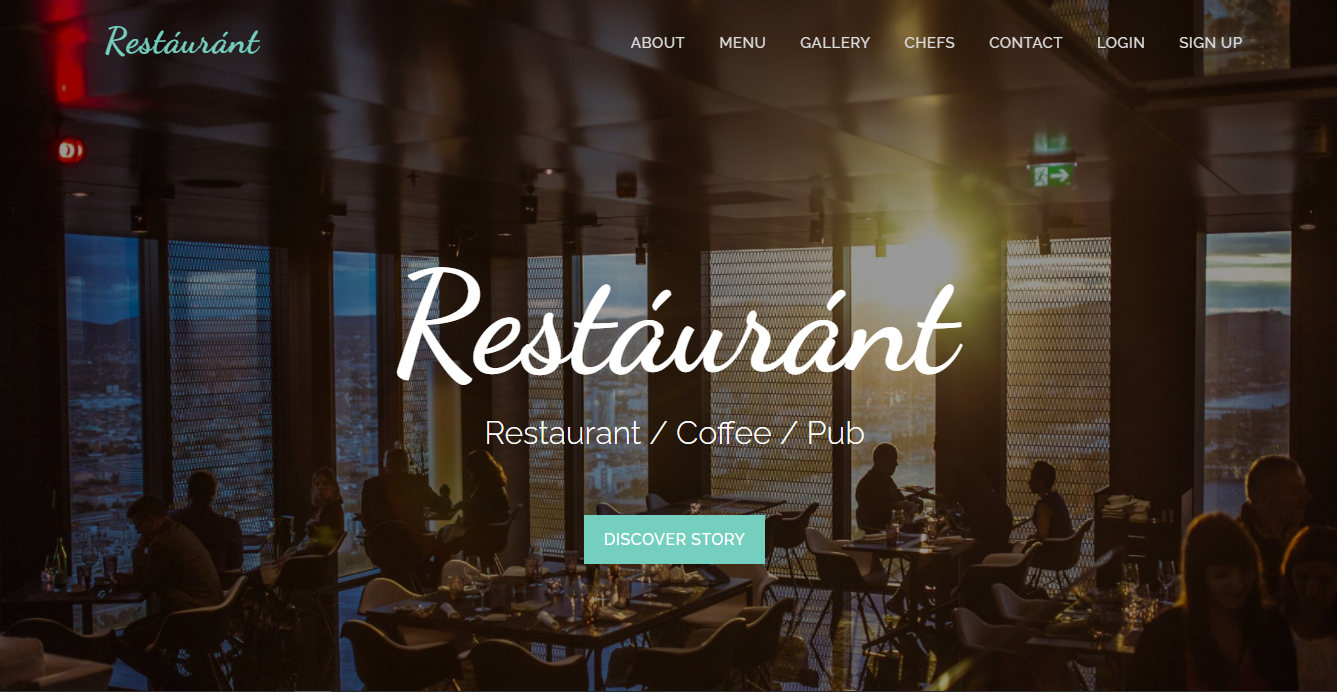 Restáuránt
ABOUT MENU GALLERY CHEFS CONTACT LOGIN SIGN UP
Restáuránt
Restaurant / Coffee / Pub
DISCOVER STORY